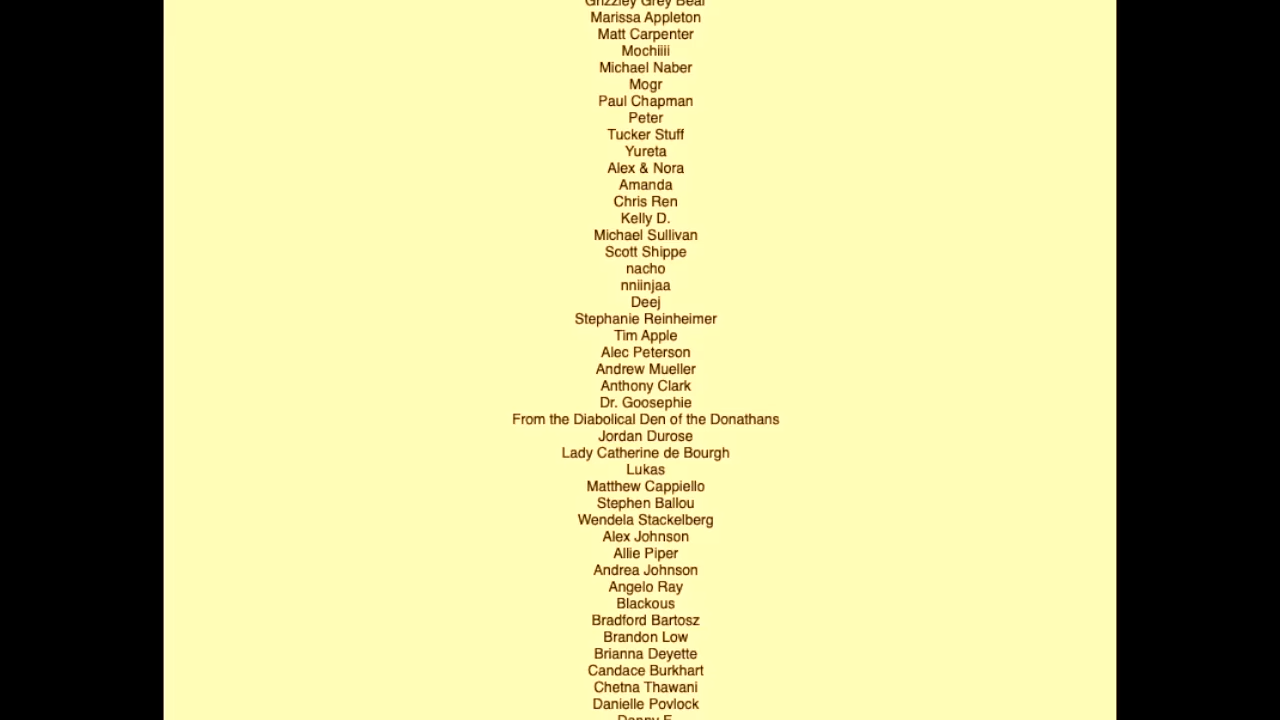 Grizzley Grey Bear
Marissa Appleton
Matt Carpenter
Mochiiii
Michael Naber
Mogr
Paul Chapman
Peter
Tucker Stuff
Yureta
Alex & Nora
Amanda
Chris Ren
Kelly D.
Michael Sullivan
Scott Shippe
nacho
nniinjaa
Deej
Stephanie Reinheimer
Tim Apple
Alec Peterson
Andrew Mueller
Anthony Clark
Dr. Goosephie
From the Diabolical Den of the Donathans
Jordan Durose
Lady Catherine de Bourgh
Lukas
Matthew Cappiello
Stephen Ballou
Wendela Stackelberg
Alex Johnson
Allie Piper
Andrea Johnson
Angelo Ray
Blackous
Bradford Bartosz
Brandon Low
Brianna Deyette
Candace Burkhart
Chetna Thawani
Danielle Povlock